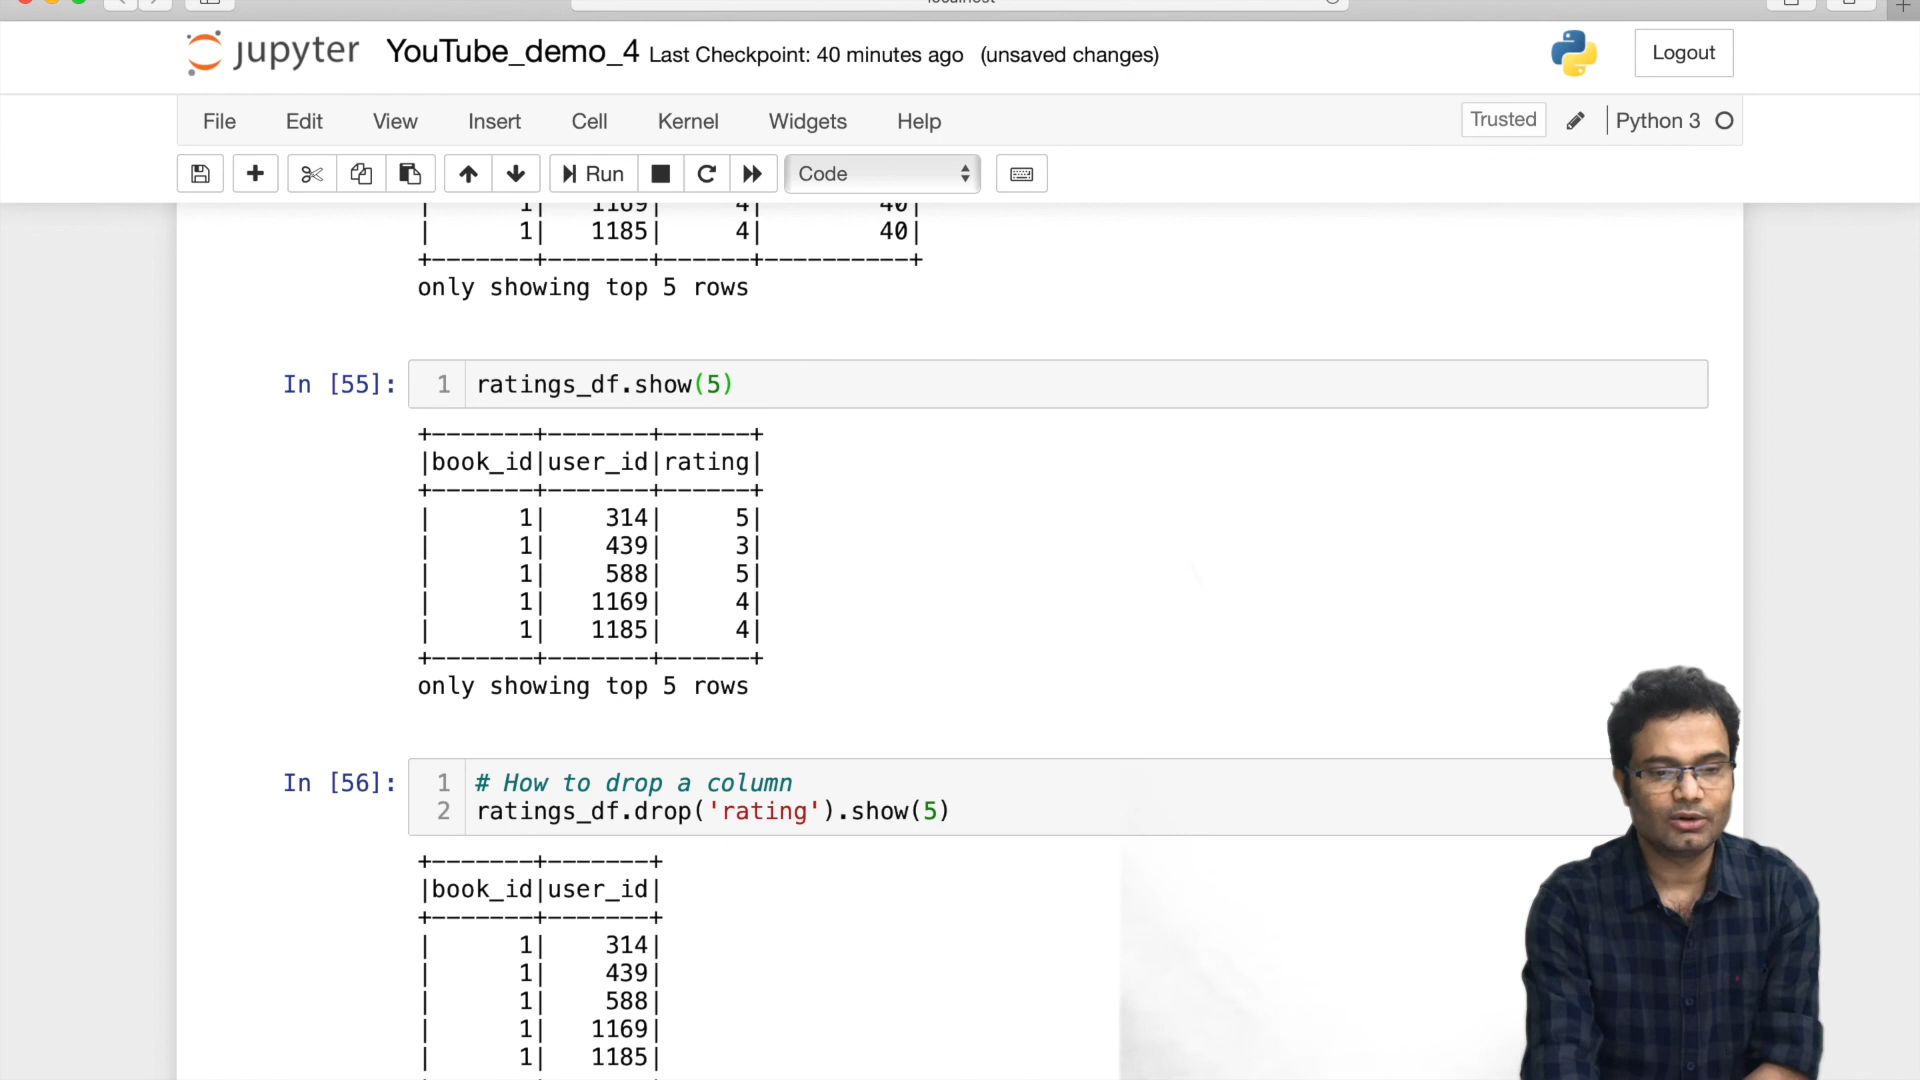 localhost
jupyter YouTube_demo_4 Last Checkpoint: 40 minutes ago (unsaved changes) Logout
File Edit View Insert Cell Kernel Widgets Help Trusted Python 3
Run Code
| 1| 1169| 4| 40|
| 1| 1185| 4| 40|
+-------+-------+------+----------+
only showing top 5 rows
In [55]: 1 ratings_df.show(5)
+-------+-------+------+
|book_id|user_id|rating|
+-------+-------+------+
| 1| 314| 5|
| 1| 439| 3|
| 1| 588| 5|
| 1| 1169| 4|
| 1| 1185| 4|
+-------+-------+------+
only showing top 5 rows
In [56]: 1 # How to drop a column
2 ratings_df.drop('rating').show(5)
+-------+-------+
|book_id|user_id|
+-------+-------+
| 1| 314|
| 1| 439|
| 1| 588|
| 1| 1169|
| 1| 1185|